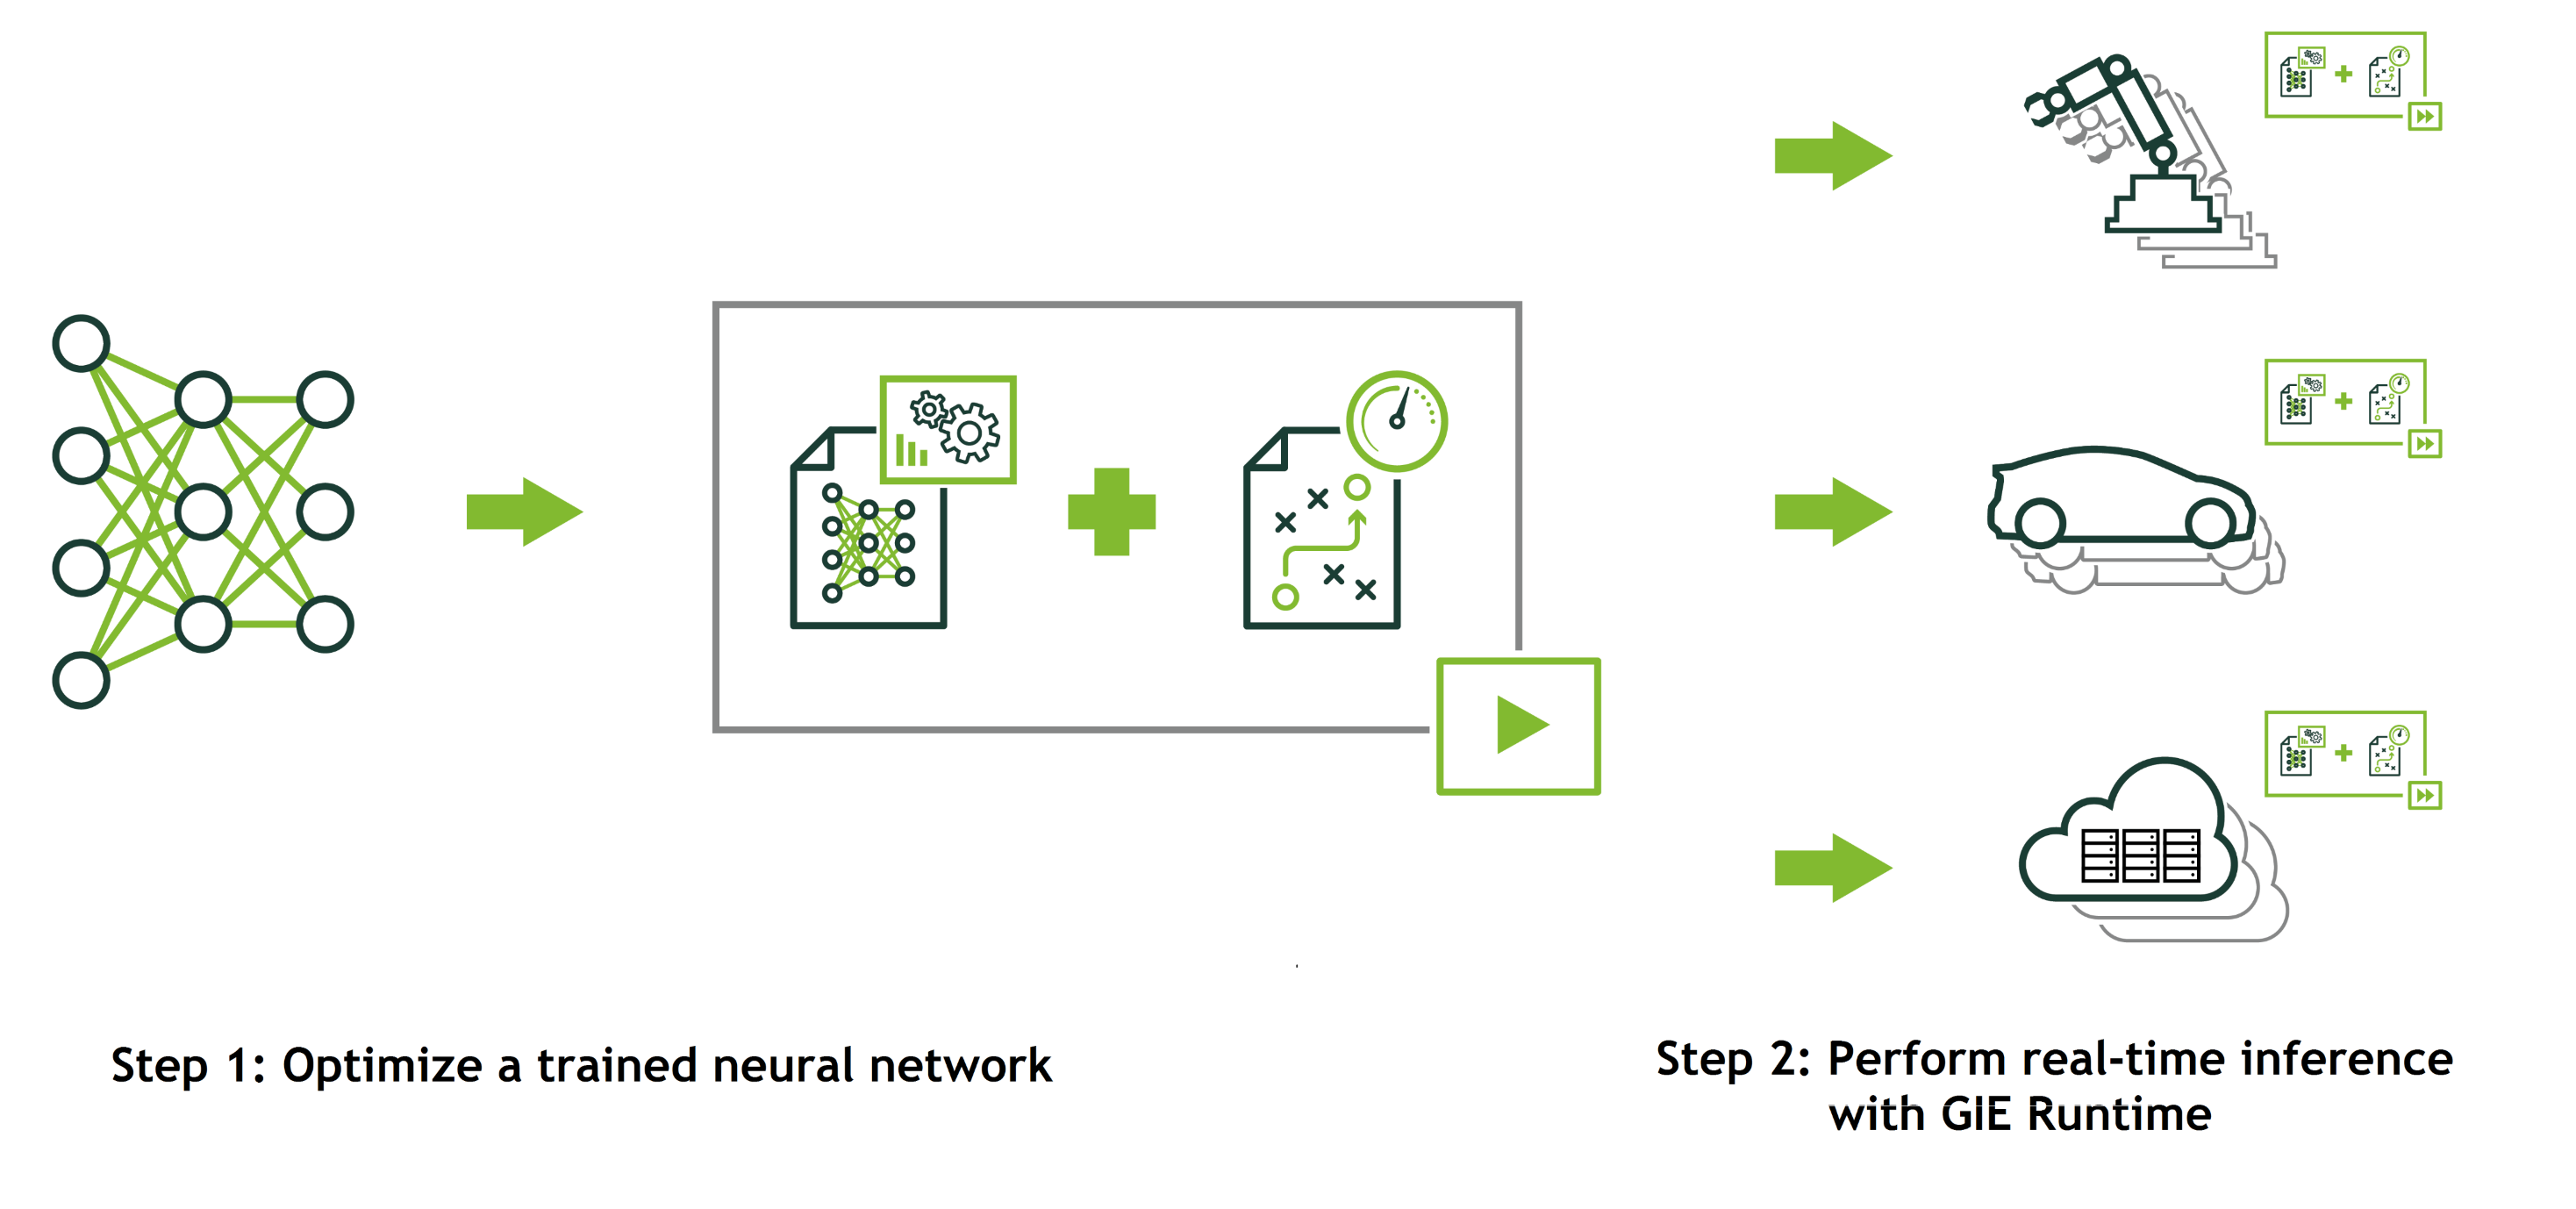 Step 1: Optimize a trained neural network
Step 2: Perform real-time inference
with GIE Runtime